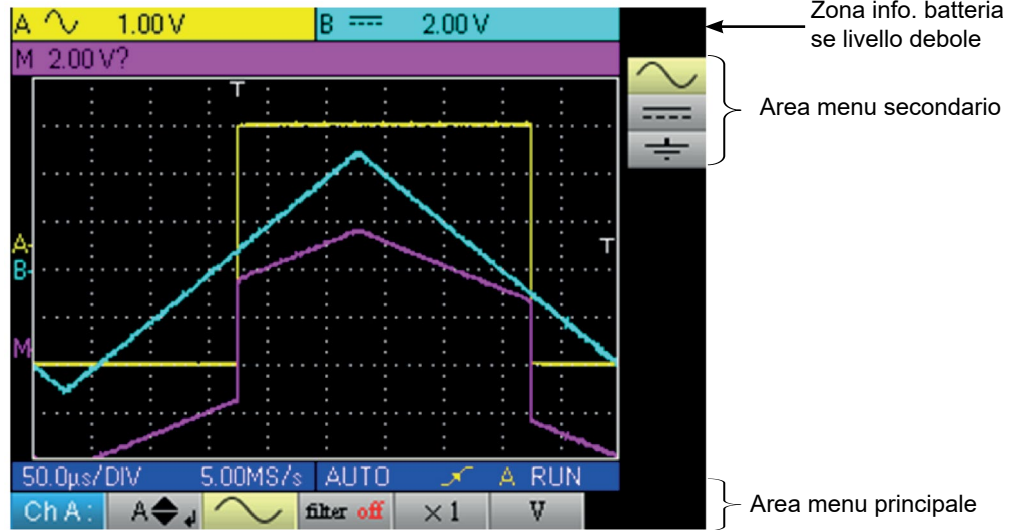 A 1.00 V B 2.00 V
Zona info. batteria
se livello debole
M 2.00 V?
Area menu secondario
T
A
T
B
M
50.0µs/DIV 5.00MS/s AUTO A RUN
Ch A: A filter off ×1 V
Area menu principale